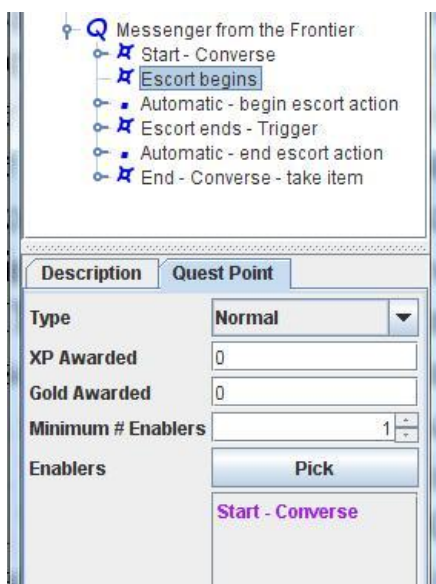 Messenger from the Frontier
Start - Converse
Escort begins
Automatic - begin escort action
Escort ends - Trigger
Automatic - end escort action
End - Converse - take item
Description Quest Point
Type Normal
XP Awarded 0
Gold Awarded 0
Minimum # Enablers 1
Enablers Pick
Start - Converse